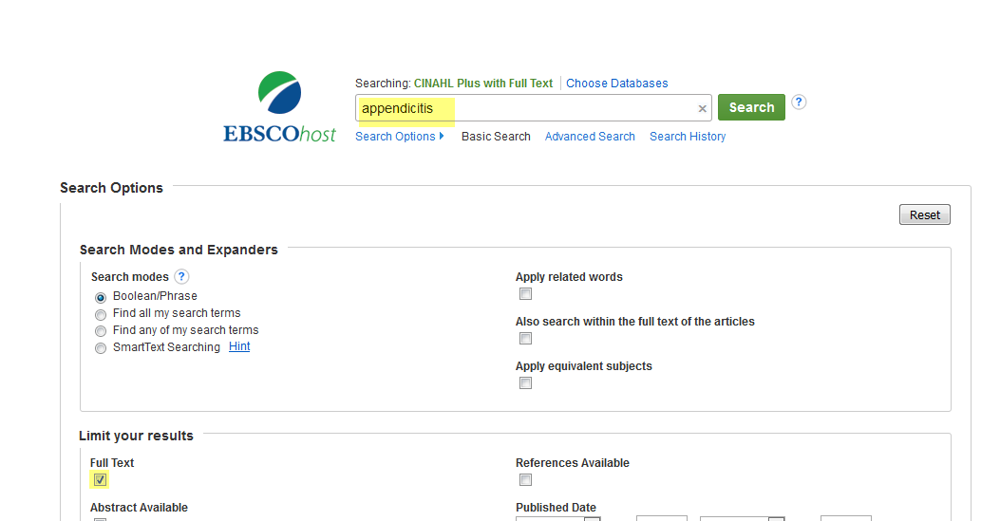 Searching: CINAHL Plus with Full Text Choose Databases
appendicitis × Search ?
EBSCOhost
Search Options Basic Search Advanced Search Search History
Search Options
Reset
Search Modes and Expanders
Search modes ?
Boolean/Phrase
Find all my search terms
Find any of my search terms
SmartText Searching Hint
Apply related words
Also search within the full text of the articles
Apply equivalent subjects
Limit your results
Full Text
References Available
Abstract Available
Published Date